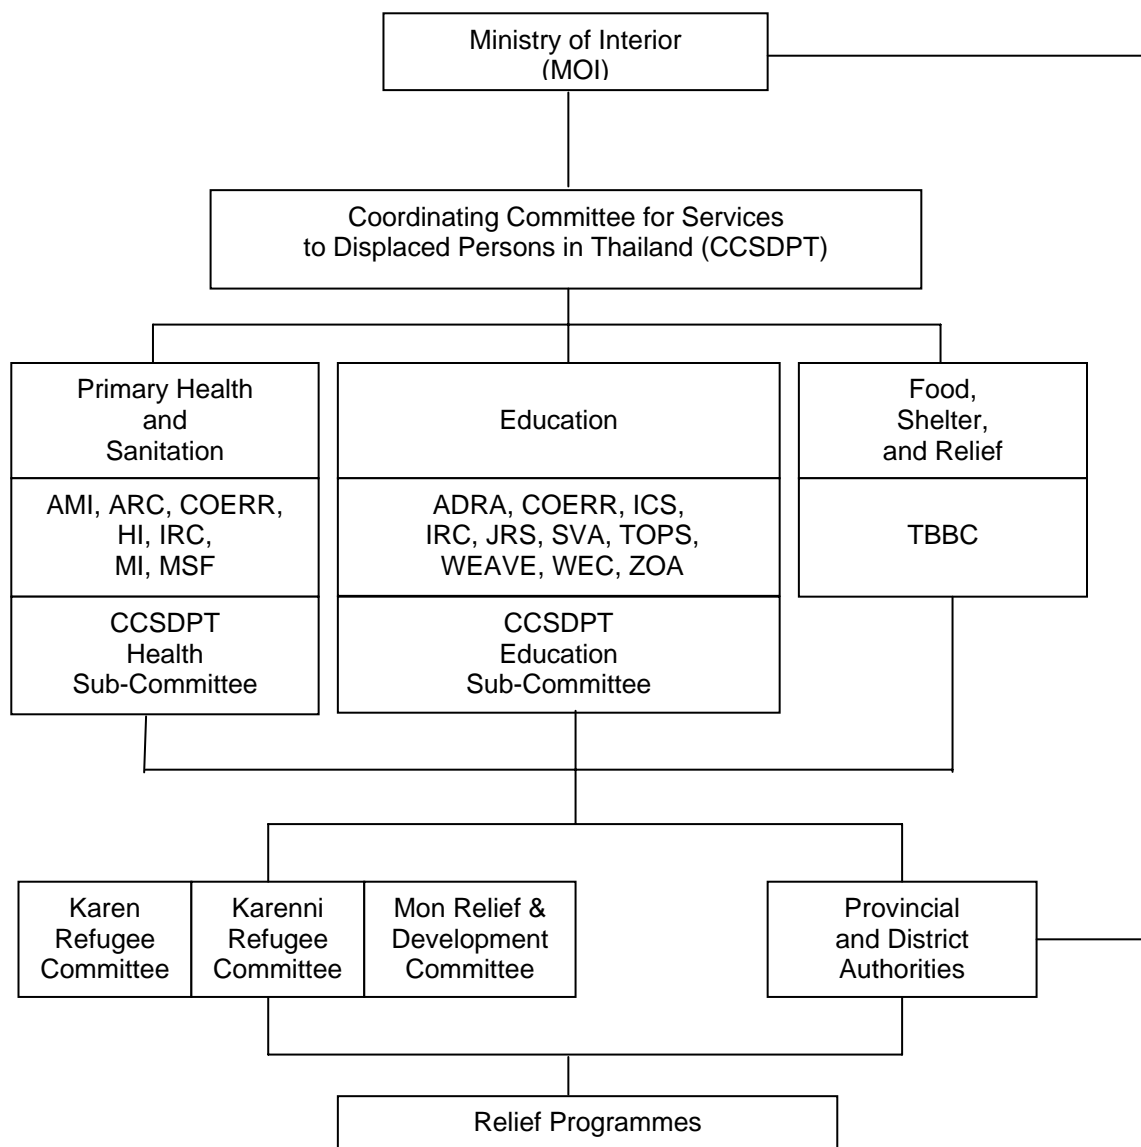 Ministry of Interior
(MOI)
Coordinating Committee for Services
to Displaced Persons in Thailand (CCSDPT)
Primary Health
and
Sanitation
Education
Food,
Shelter,
and Relief
AMI, ARC, COERR,
HI, IRC,
MI, MSF
ADRA, COERR, ICS,
IRC, JRS, SVA, TOPS,
WEAVE, WEC, ZOA
TBBC
CCSDPT
Health
Sub-Committee
CCSDPT
Education
Sub-Committee
Karen
Refugee
Committee
Karenni
Refugee
Committee
Mon Relief &
Development
Committee
Provincial
and District
Authorities
Relief Programmes